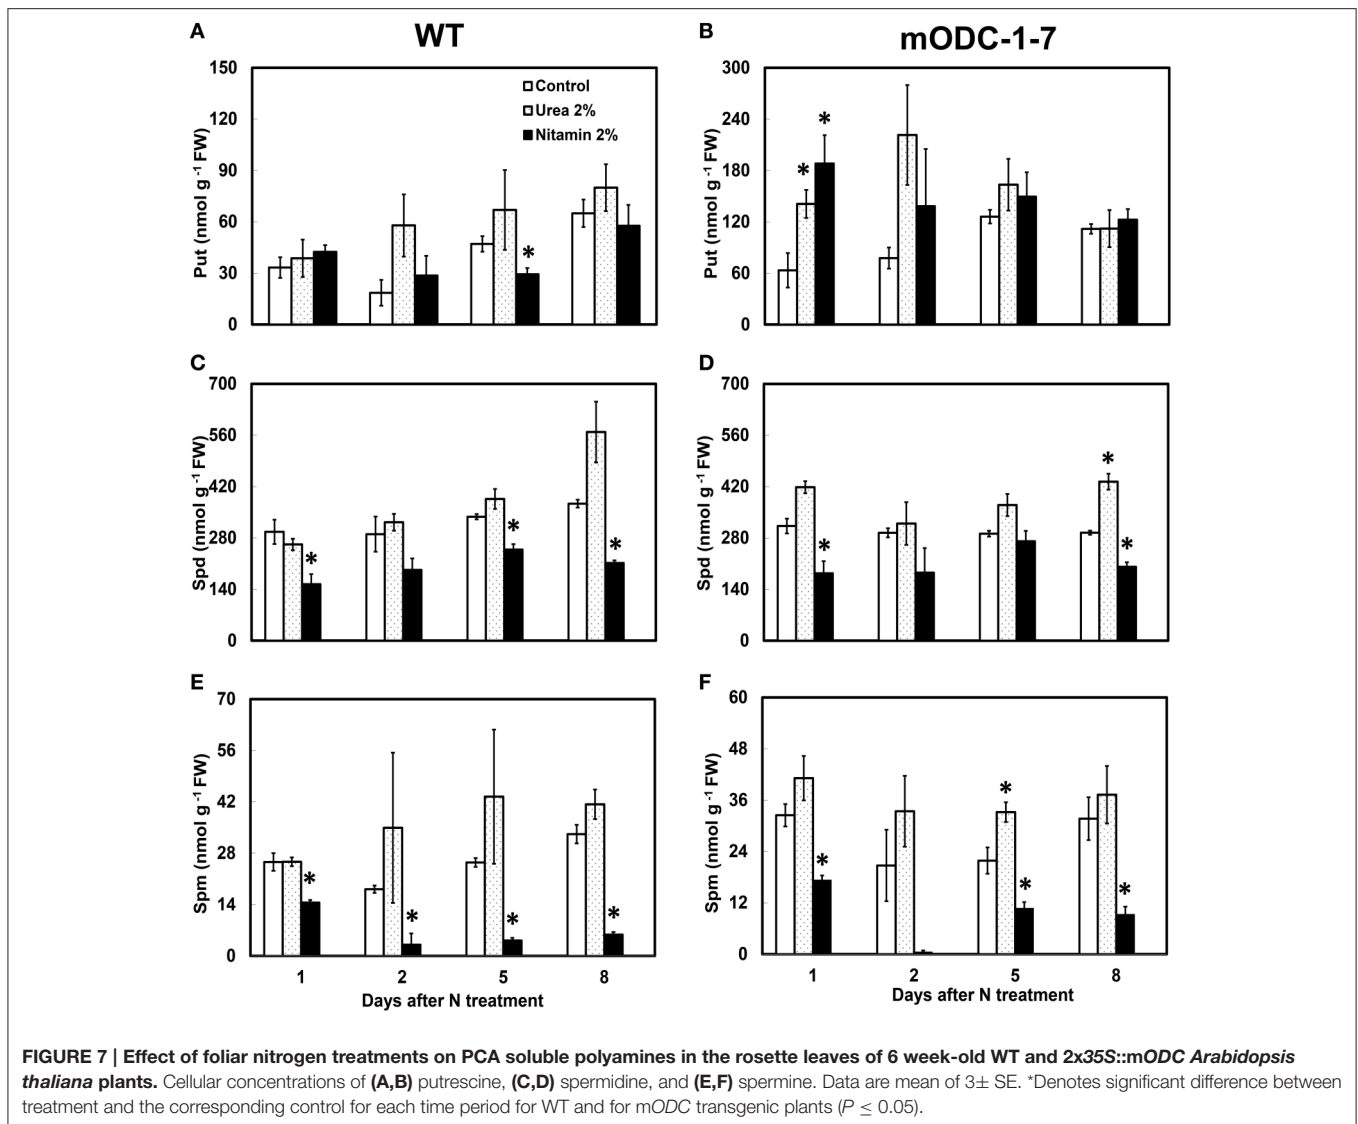 A
WT
B
mODC-1-7
150
120
90
60
30
0
Put (nmol g -1 FW)
Control
Urea 2%
Nitamin 2%
*
300
240
180
120
60
0
Put (nmol g -1 FW)
*
*
C
700
560
420
280
140
0
Spd (nmol g -1 FW)
*
*
*
D
700
560
420
280
140
0
Spd (nmol g -1 FW)
*
*
*
E
70
56
42
28
14
0
Spm (nmol g -1 FW)
*
*
*
*
1 2 5 8
Days after N treatment
F
60
48
36
24
12
0
Spm (nmol g -1 FW)
*
*
*
*
1 2 5 8
Days after N treatment
FIGURE 7 | Effect of foliar nitrogen treatments on PCA soluble polyamines in the rosette leaves of 6 week-old WT and 2x35S::mODC Arabidopsis
thaliana plants. Cellular concentrations of (A,B) putrescine, (C,D) spermidine, and (E,F) spermine. Data are mean of 3± SE. *Denotes significant difference between
treatment and the corresponding control for each time period for WT and for mODC transgenic plants (P ≤ 0.05).